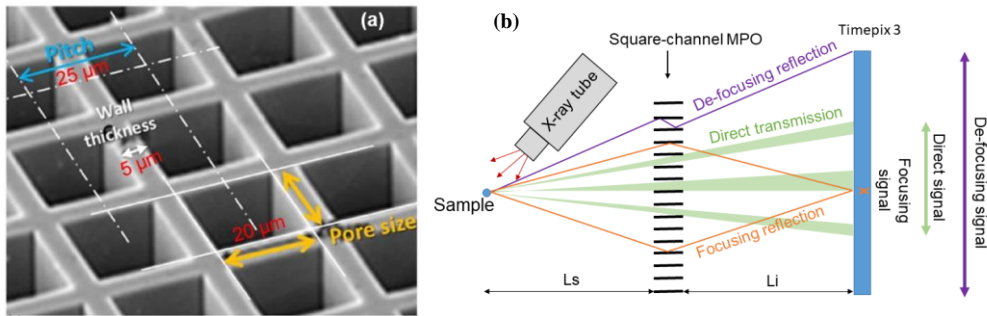 (a)
Pitch
25 µm
Wall
thickness
5 µm
20 µm
Pore size
(b)
Timepix 3
Square-channel MPO
X-ray tube
De-focusing reflection
Direct transmission
Sample
Focusing reflection
Focusing
signal
Direct signal
De-focusing signal
Ls
Li